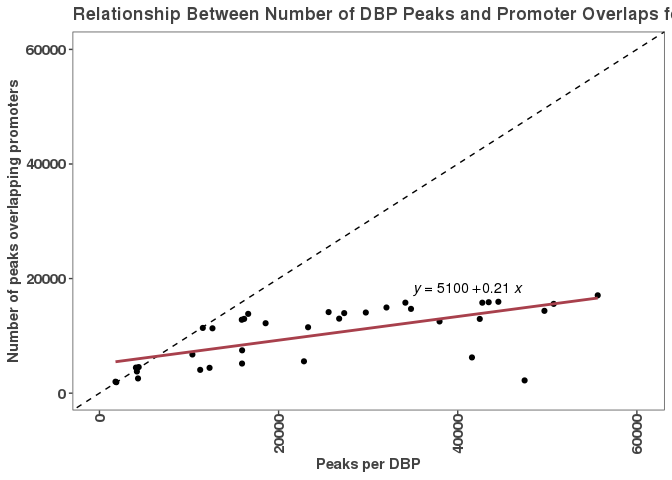 Relationship Between Number of DBP Peaks and Promoter Overlaps
60000
40000
20000
0
Number of peaks overlapping promoters
y = 5100 + 0.21 x
0
20000
40000
60000
Peaks per DBP